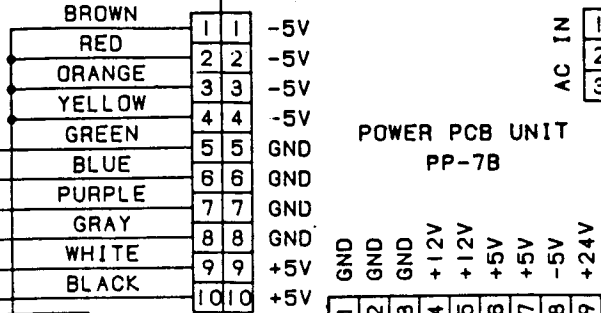 BROWN
1 1 -5V
RED
2 2 -5V
ORANGE
3 3 -5V
YELLOW
4 4 -5V
GREEN
5 5 GND
BLUE
6 6 GND
PURPLE
7 7 GND
GRAY
8 8 GND
WHITE
9 9 +5V
BLACK
10 10 +5V
AC IN
1
2
3
POWER PCB UNIT
PP-7B
GND
GND
GND
+12V
+12V
+5V
+5V
-5V
+24V
1
2
3
4
5
6
7
8
9